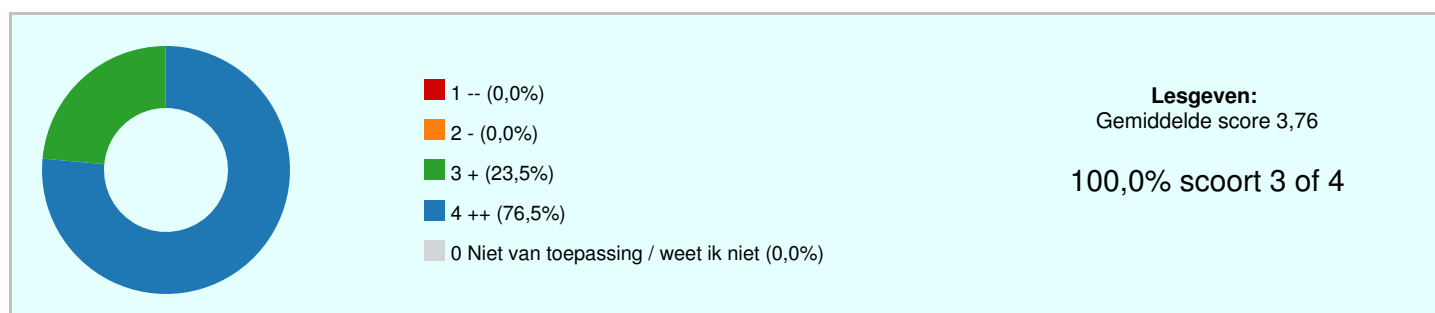 1 -- (0,0%)
2 - (0,0%)
3 + (23,5%)
4 ++ (76,5%)
0 Niet van toepassing / weet ik niet (0,0%)
Lesgeven:
Gemiddelde score 3,76
100,0% scoort 3 of 4